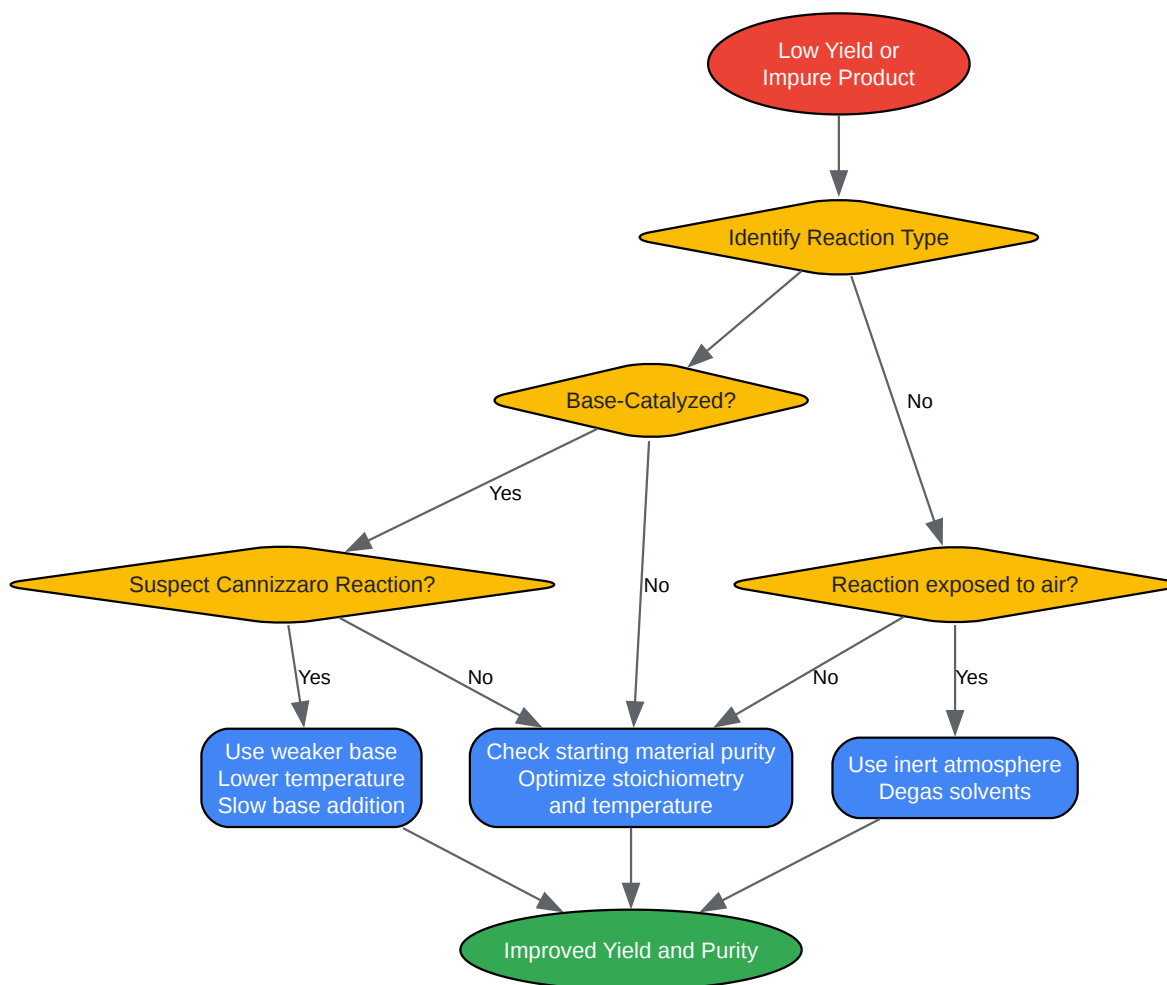 Low Yield or
Impure Product
Identify Reaction Type
Base-Catalyzed?
No
Yes
Suspect Cannizzaro Reaction?
No
Reaction exposed to air?
Yes
No
No
Yes
Use weaker base
Lower temperature
Slow base addition
Check starting material purity
Optimize stoichiometry
and temperature
Use inert atmosphere
Degas solvents
Improved Yield and Purity